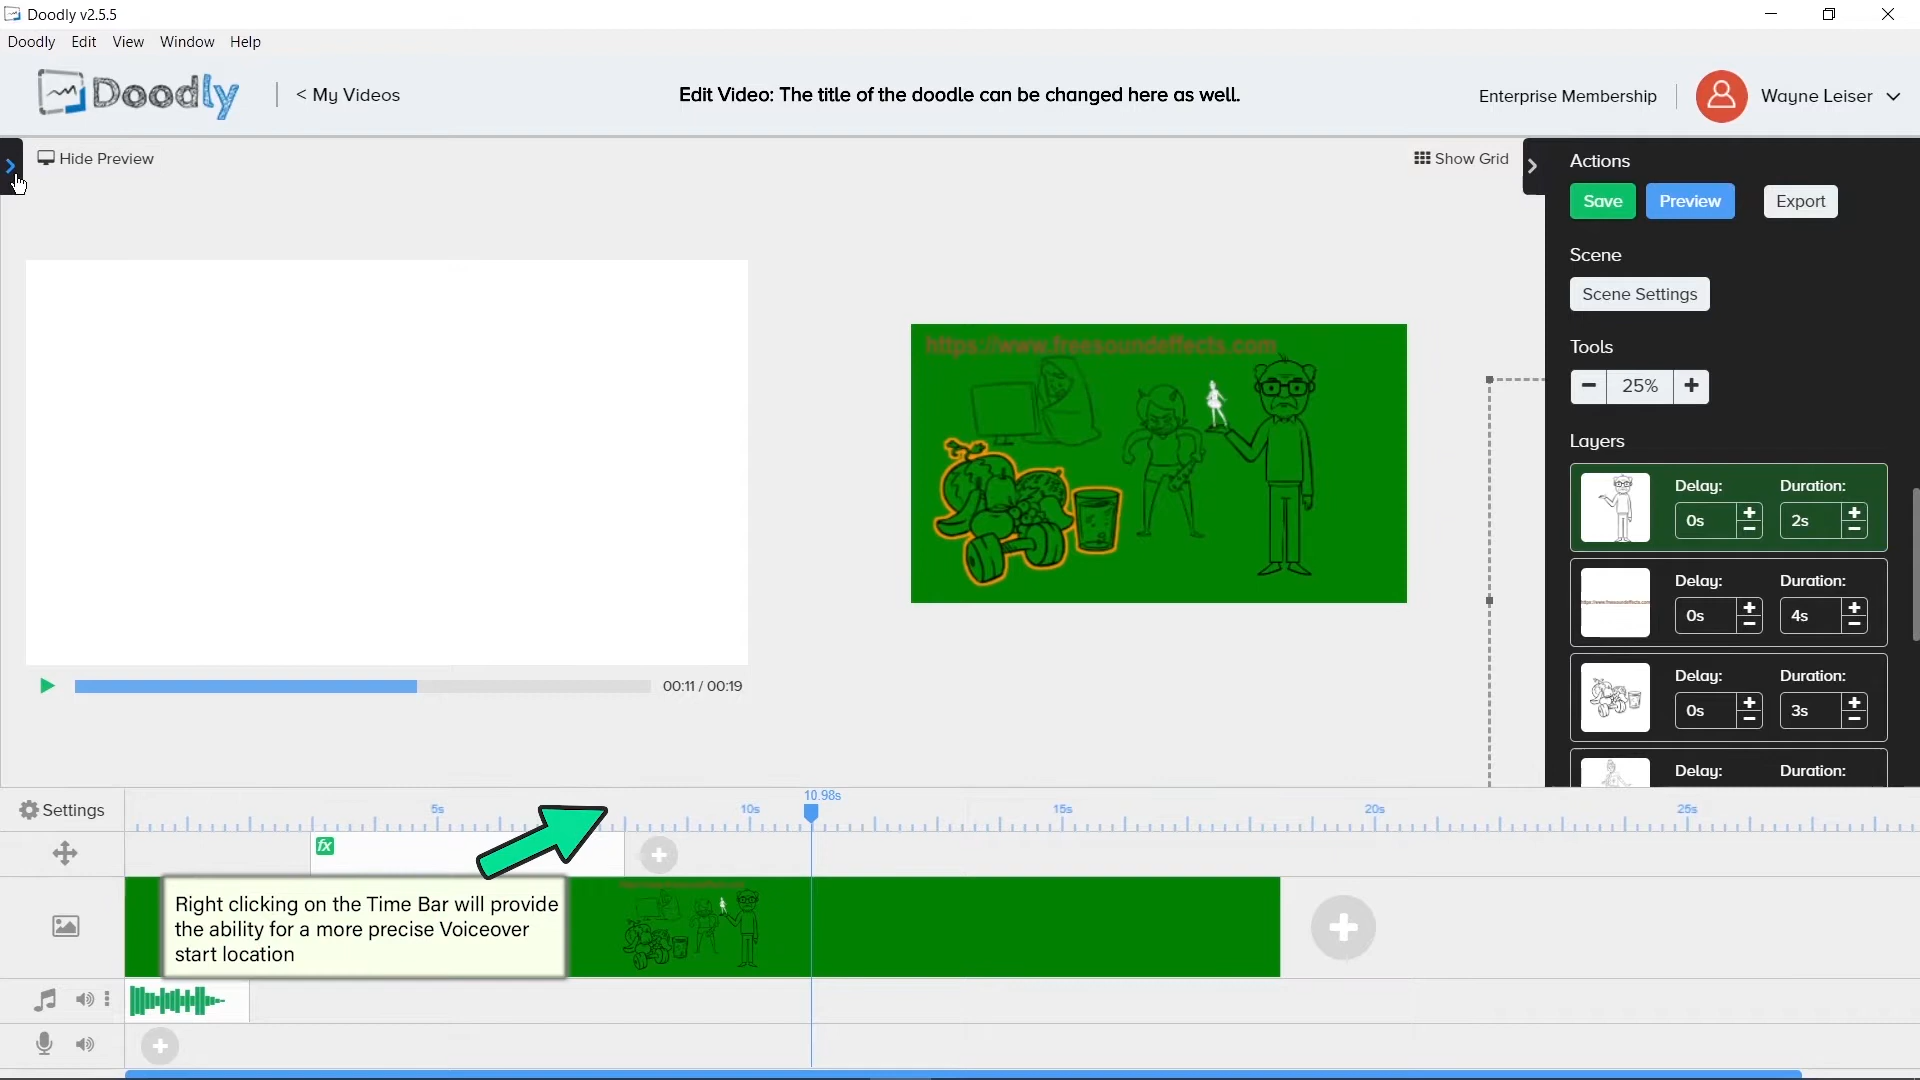 Doodly v2.5.5
Doodly Edit View Window Help
Doodly
< My Videos
Edit Video: The title of the doodle can be changed here as well.
Enterprise Membership
Wayne Leiser
Hide Preview
Show Grid
Actions
Save
Preview
Export
Scene
Scene Settings
Tools
25%
Layers
Delay: Duration:
0s 2s
https://www.freesoundeffects.com
Delay: Duration:
https://www.freesoundeffects.com
0s 4s
Delay: Duration:
0s 3s
Delay: Duration:
00:11 / 00:19
Settings
10.98s
5s 10s 15s 20s 25s
fx
Right clicking on the Time Bar will provide
the ability for a more precise Voiceover
start location